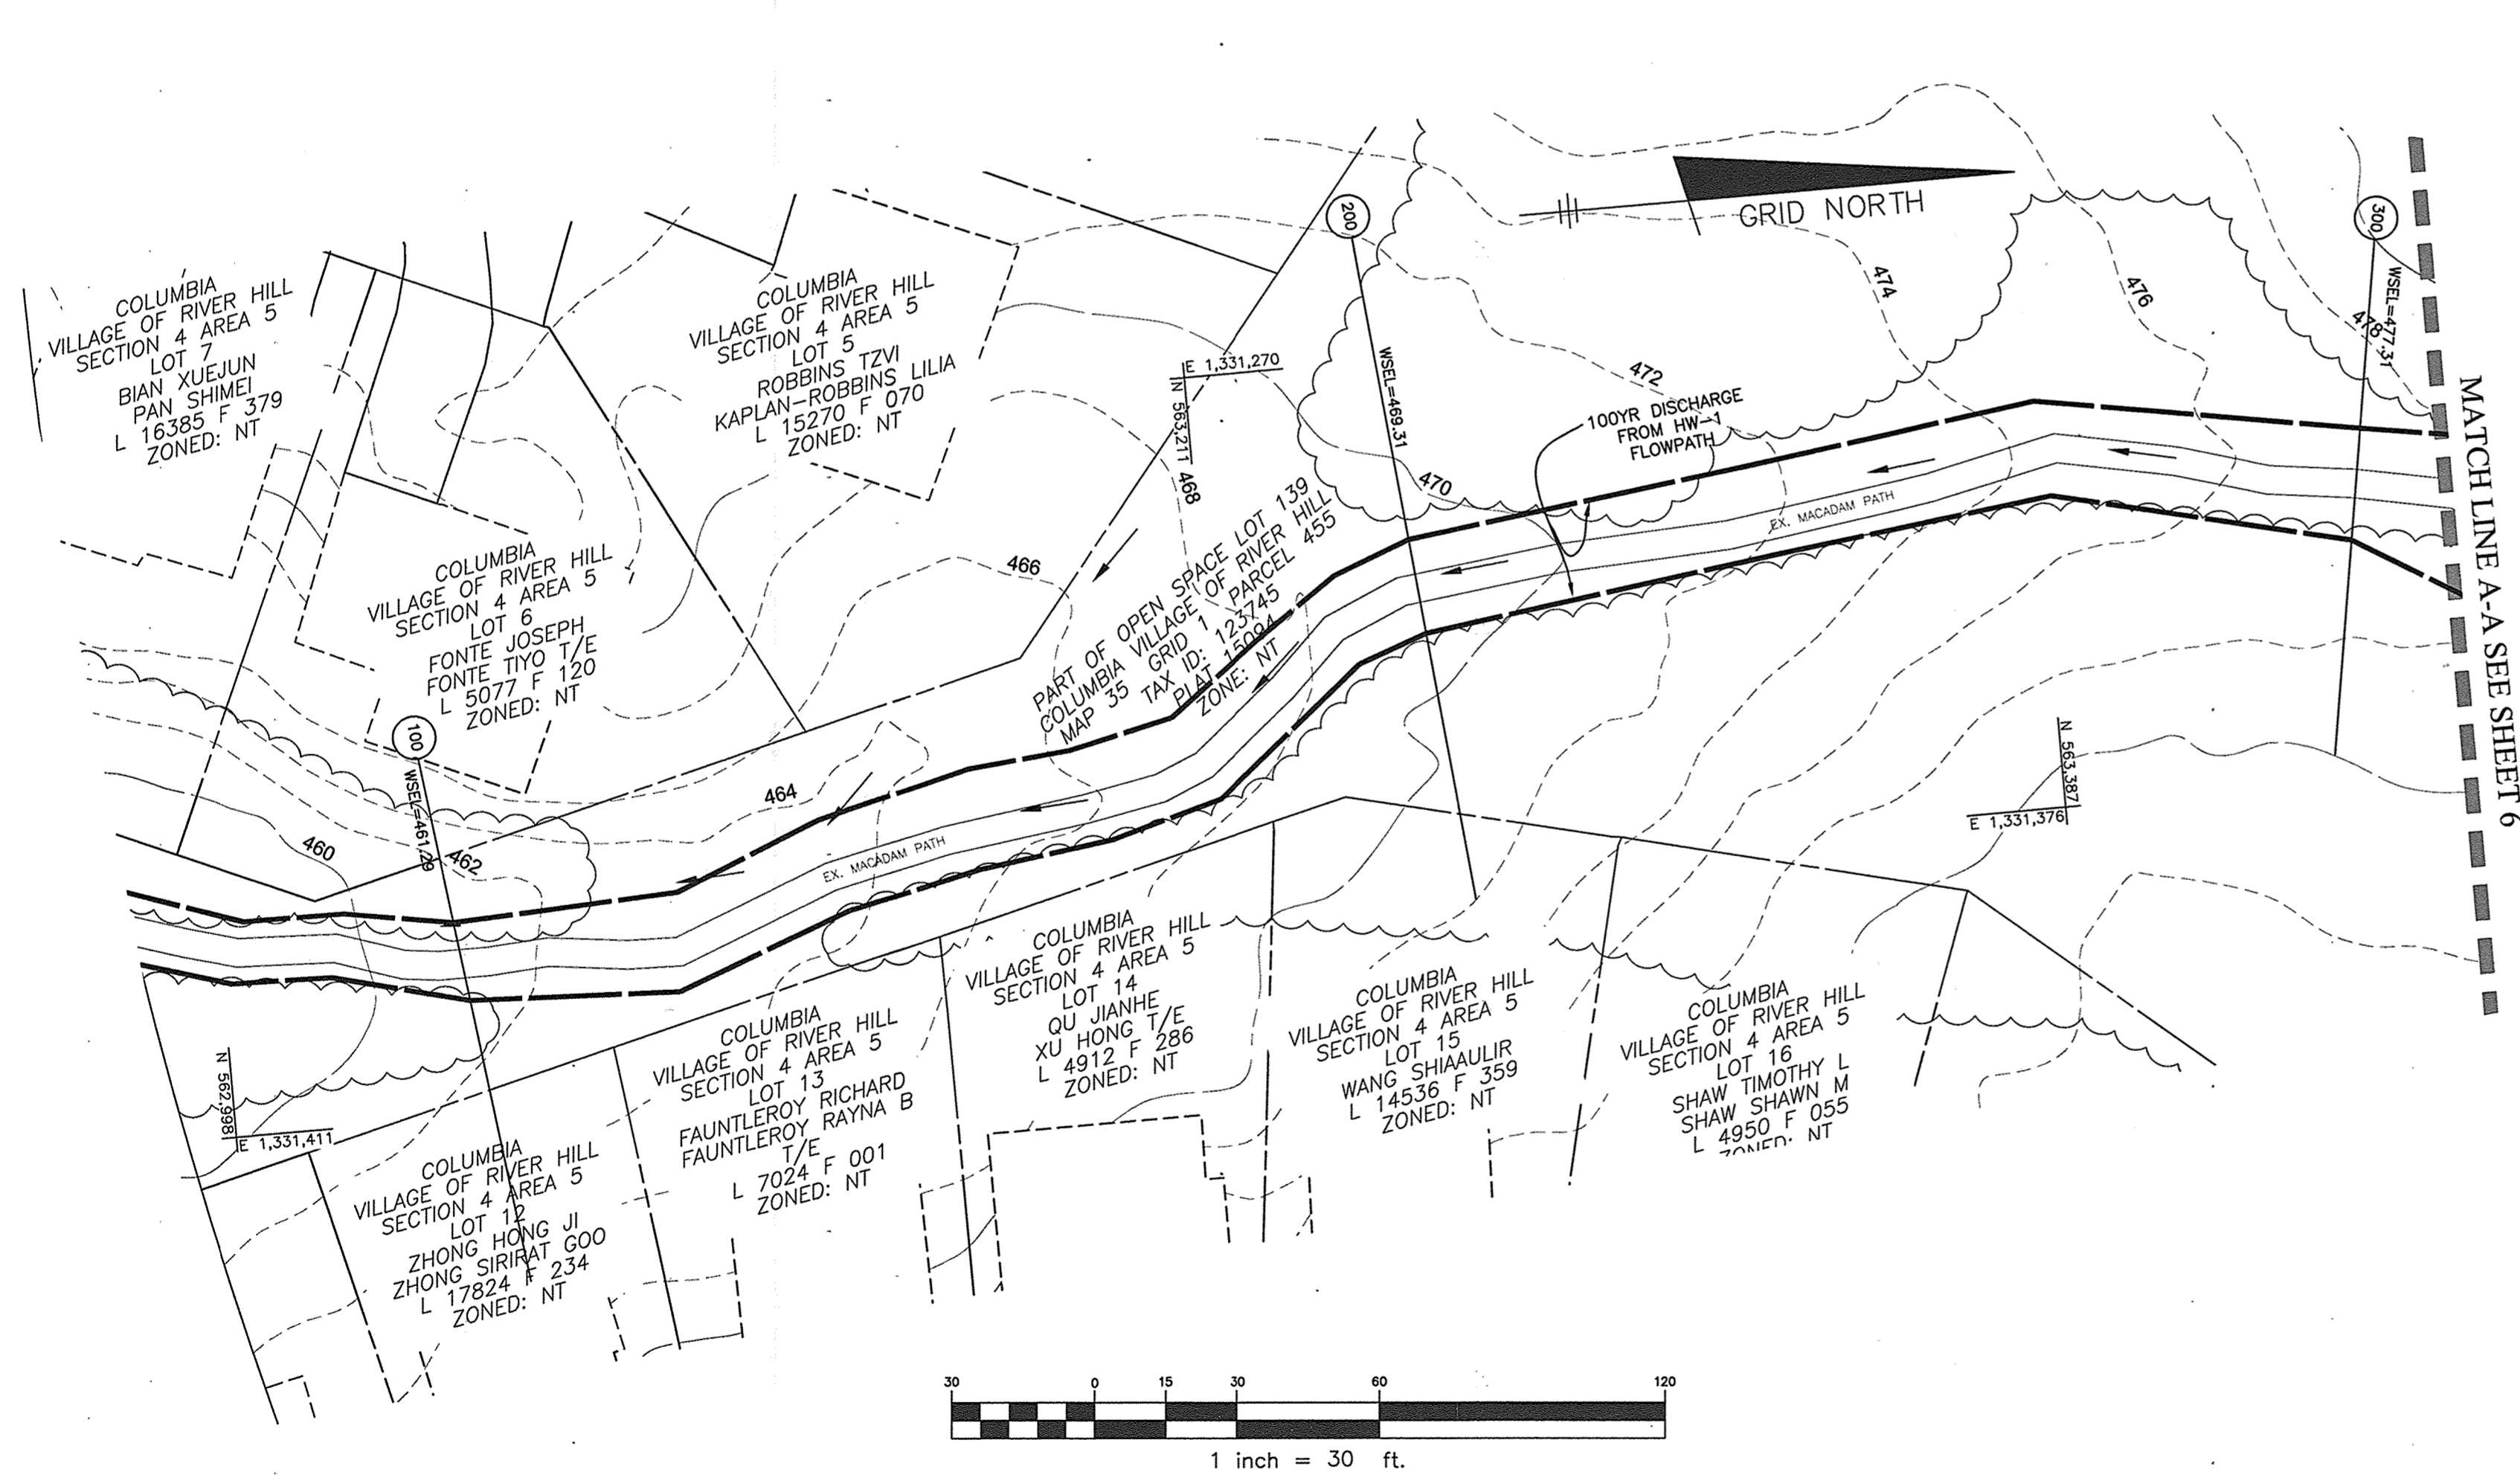 GRID NORTH
200
300
WSEL=477.31
478
474
476
472
COLUMBIA
VILLAGE OF RIVER HILL
SECTION 4 AREA 5
LOT 7
BIAN XUEJUN
PAN SHIMEI
L 16385 F 379
ZONED: NT
COLUMBIA
VILLAGE OF RIVER HILL
SECTION 4 AREA 5
LOT 5
ROBBINS TZVI
KAPLAN-ROBBINS LILIA
L 15270 F 070
ZONED: NT
E 1,331,270
N 563,211
468
WSEL=469.31
470
100YR DISCHARGE
FROM HW-1
FLOWPATH
EX. MACADAM PATH
MATCH LINE A-A SEE SHEET 6
COLUMBIA
VILLAGE OF RIVER HILL
SECTION 4 AREA 5
LOT 6
FONTE JOSEPH
FONTE TIYO T/E
L 5077 F 120
ZONED: NT
466
PART OF OPEN SPACE LOT 139
COLUMBIA VILLAGE OF RIVER HILL
MAP 35 GRID 1 PARCEL 455
TAX ID: 123745
PLAT 15094
ZONE: NT
100
WSEL=461.29
460
462
464
EX. MACADAM PATH
N 563,387
E 1,331,376
N 562,998
E 1,331,411
COLUMBIA
VILLAGE OF RIVER HILL
SECTION 4 AREA 5
LOT 12
ZHONG HONG JI
ZHONG SIRIRAT GOO
L 17824 F 234
ZONED: NT
COLUMBIA
VILLAGE OF RIVER HILL
SECTION 4 AREA 5
LOT 13
FAUNTLEROY RICHARD
FAUNTLEROY RAYNA B
T/E
L 7024 F 001
ZONED: NT
COLUMBIA
VILLAGE OF RIVER HILL
SECTION 4 AREA 5
LOT 14
QU JIANHE
XU HONG T/E
L 4912 F 286
ZONED: NT
COLUMBIA
VILLAGE OF RIVER HILL
SECTION 4 AREA 5
LOT 15
WANG SHIAAULIR
L 14536 F 359
ZONED: NT
COLUMBIA
VILLAGE OF RIVER HILL
SECTION 4 AREA 5
LOT 16
SHAW TIMOTHY L
SHAW SHAWN M
L 4950 F 055
ZONED: NT
30 0 15 30 60 120
1 inch = 30 ft.